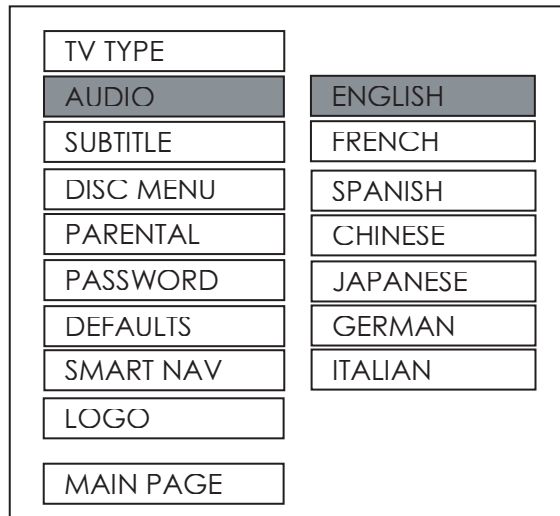 TV TYPE
AUDIO
SUBTITLE
DISC MENU
PARENTAL
PASSWORD
DEFAULTS
SMART NAV
LOGO
MAIN PAGE
ENGLISH
FRENCH
SPANISH
CHINESE
JAPANESE
GERMAN
ITALIAN